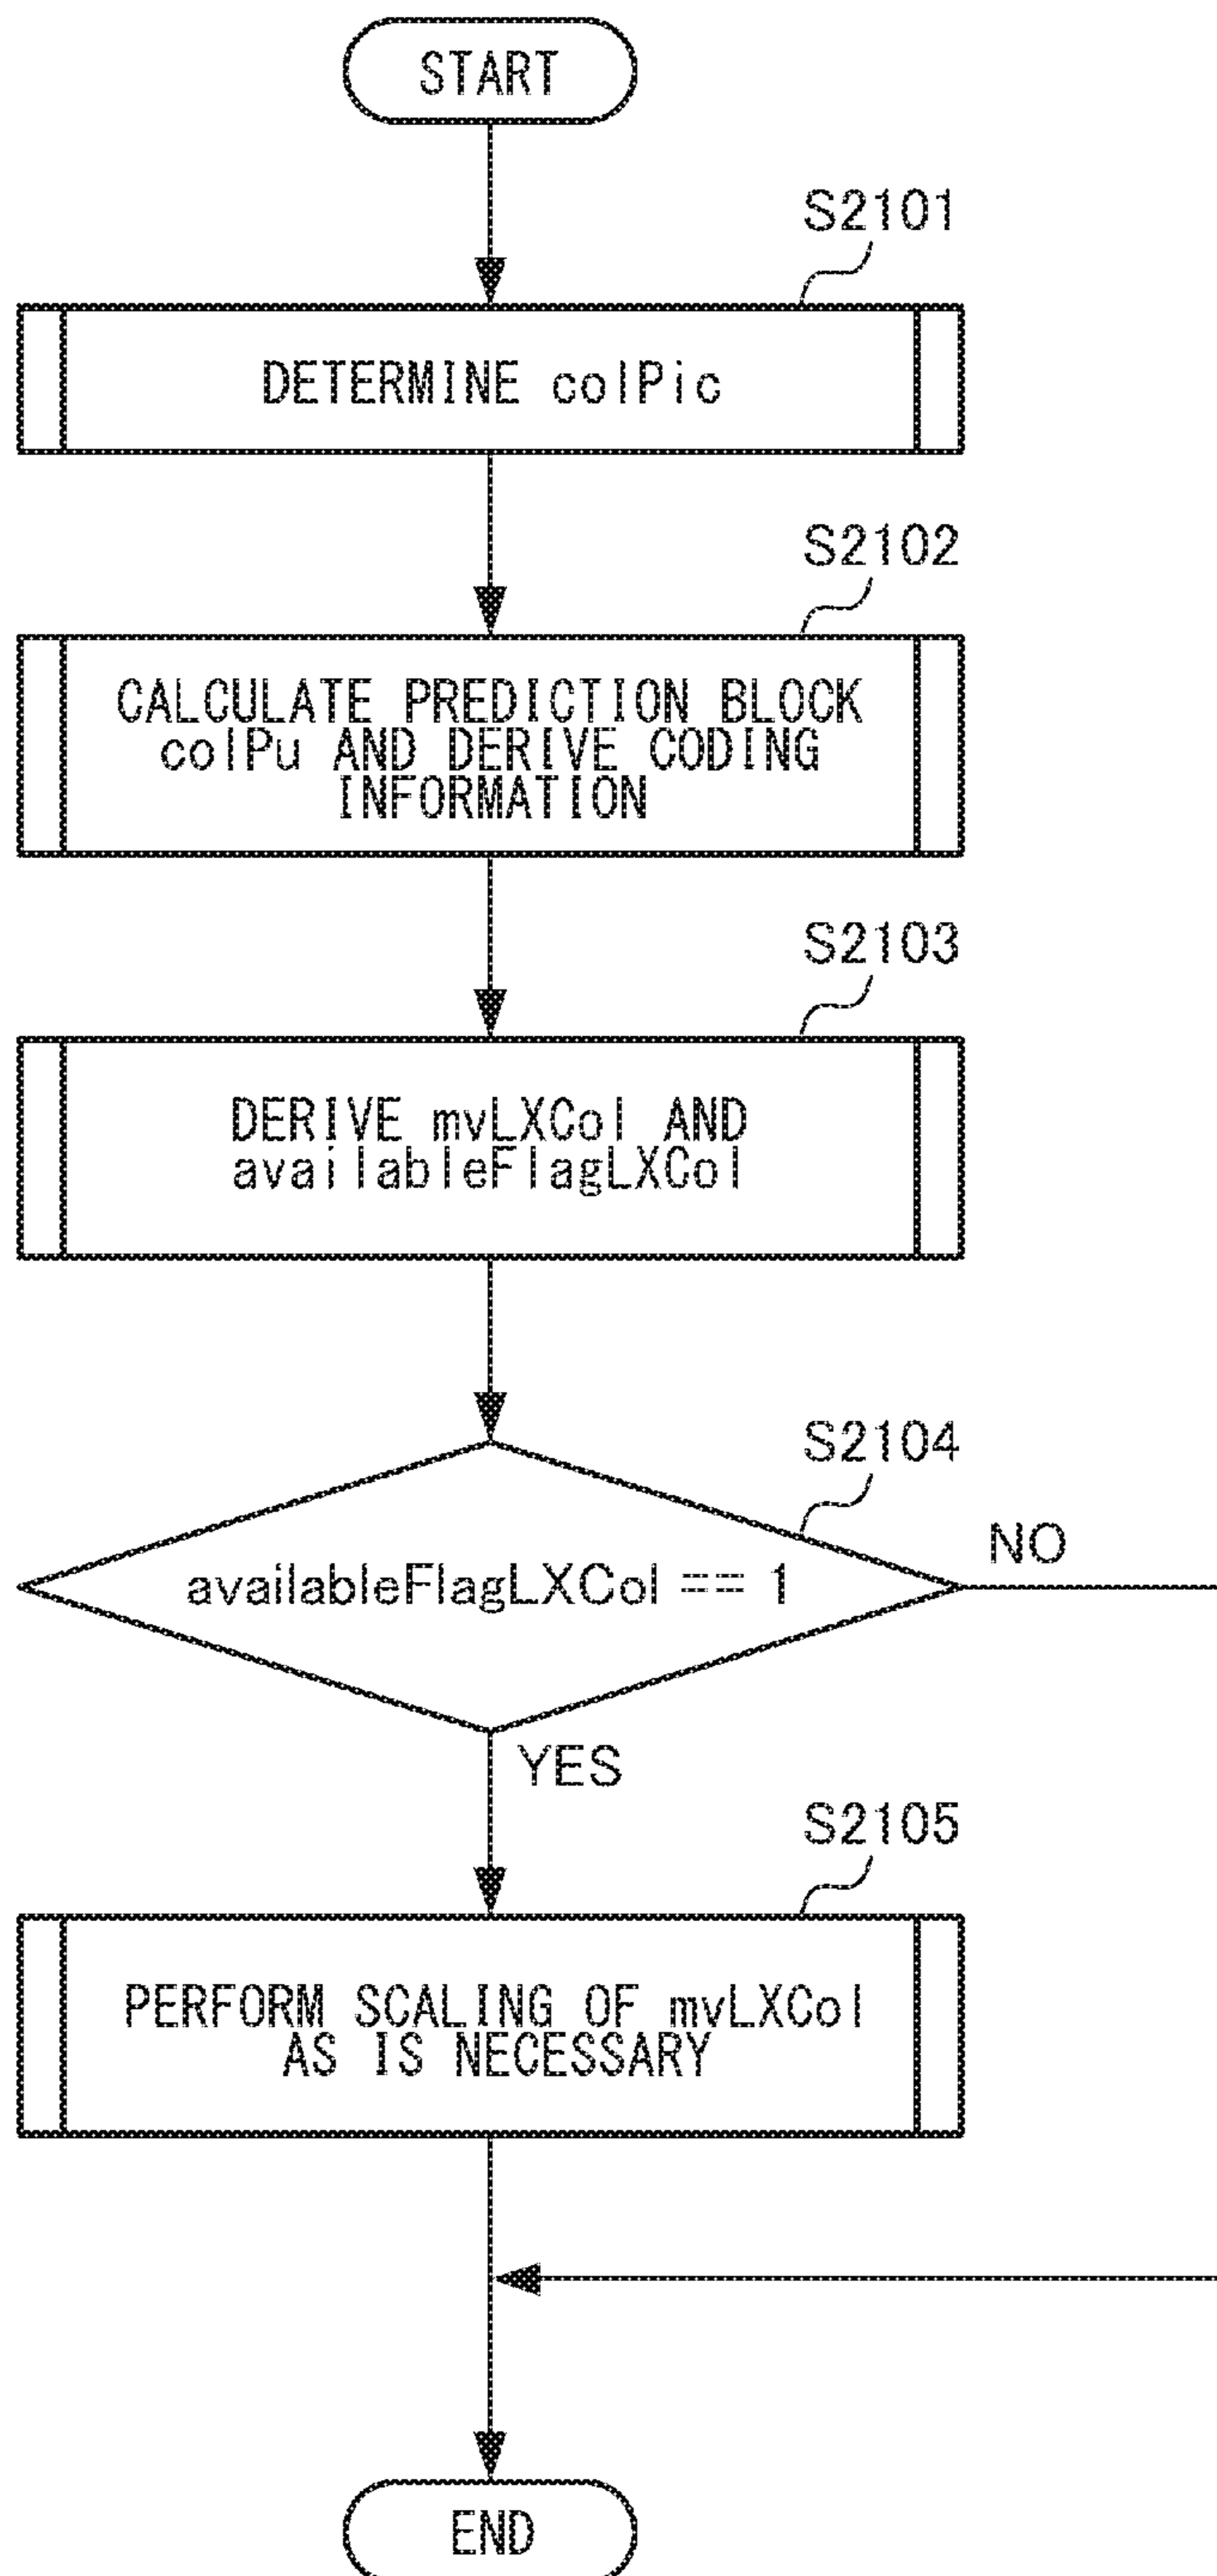 START
S2101
DETERMINE colPic
S2102
CALCULATE PREDICTION BLOCK
colPu AND DERIVE CODING
INFORMATION
S2103
DERIVE mvLXCol AND
availableFlagLXCol
S2104
availableFlagLXCol == 1
NO
YES
S2105
PERFORM SCALING OF mvLXCol
AS IS NECESSARY
END